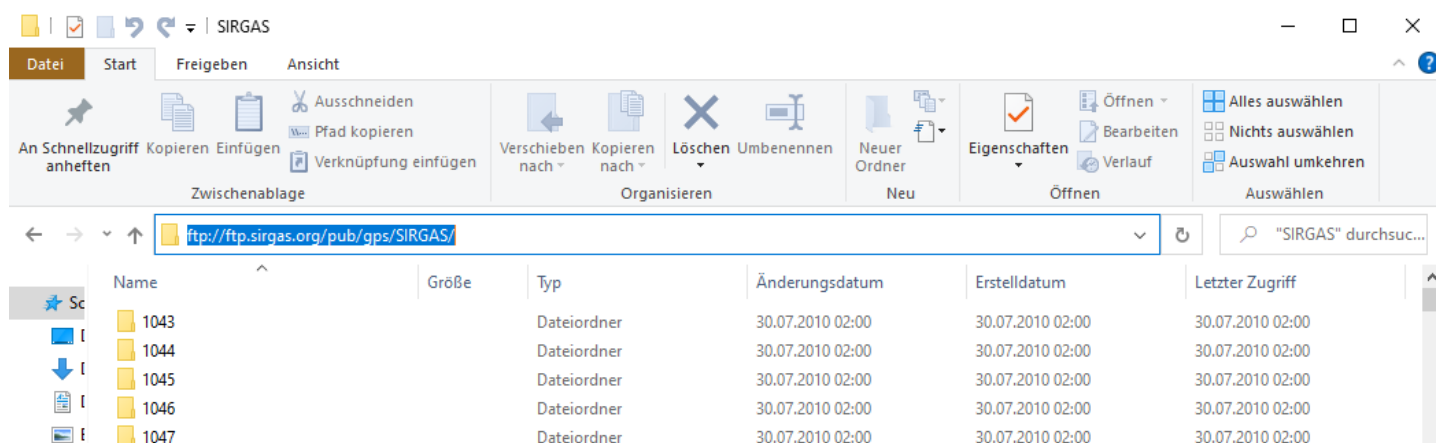 SIRGAS
Datei Start Freigeben Ansicht
An Schnellzugriff anheften
Kopieren
Einfügen
Ausschneiden
Pfad kopieren
Verknüpfung einfügen
Zwischenablage
Verschieben nach
Kopieren nach
Löschen
Umbenennen
Organisieren
Neuer Ordner
Neu
Eigenschaften
Öffnen
Bearbeiten
Verlauf
Öffnen
Alles auswählen
Nichts auswählen
Auswahl umkehren
Auswählen
ftp://ftp.sirgas.org/pub/gps/SIRGAS/
"SIRGAS" durchsuc...
Name Größe Typ Änderungsdatum Erstelldatum Letzter Zugriff
Sc
1043 Dateiordner 30.07.2010 02:00 30.07.2010 02:00 30.07.2010 02:00
1044 Dateiordner 30.07.2010 02:00 30.07.2010 02:00 30.07.2010 02:00
1045 Dateiordner 30.07.2010 02:00 30.07.2010 02:00 30.07.2010 02:00
1046 Dateiordner 30.07.2010 02:00 30.07.2010 02:00 30.07.2010 02:00
1047 Dateiordner 30.07.2010 02:00 30.07.2010 02:00 30.07.2010 02:00